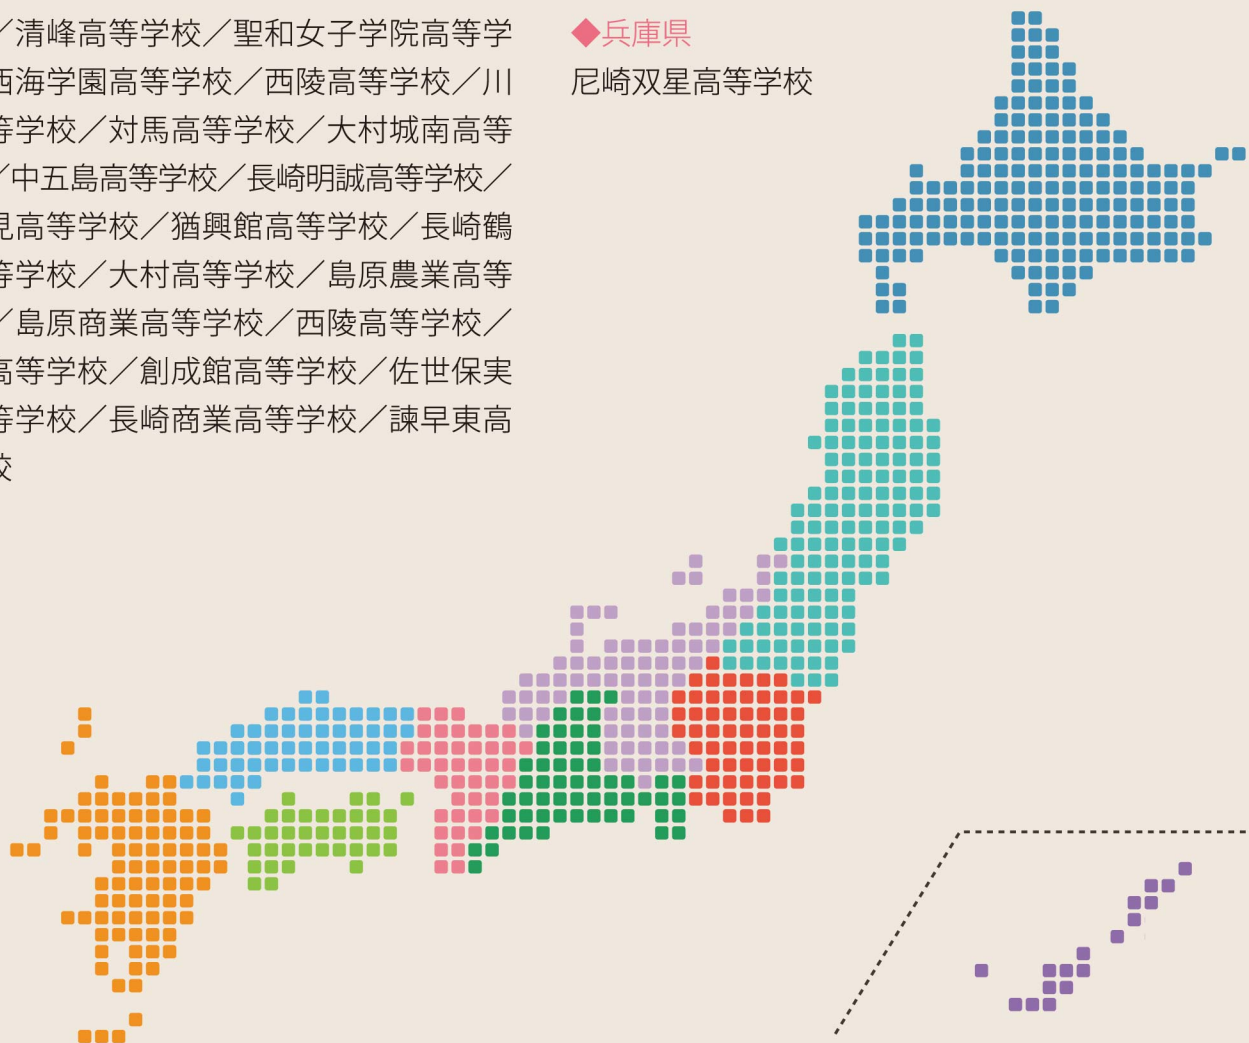 ／清峰高等学校／聖和女子学院高等学
西海学園高等学校／西陵高等学校／川
等学校／対馬高等学校／大村城南高等
／中五島高等学校／長崎明誠高等学校／
見高等学校／猶興館高等学校／長崎鶴
等学校／大村高等学校／島原農業高等
／島原商業高等学校／西陵高等学校／
高等学校／創成館高等学校／佐世保実
等学校／長崎商業高等学校／諫早東高
校
◆兵庫県
尼崎双星高等学校